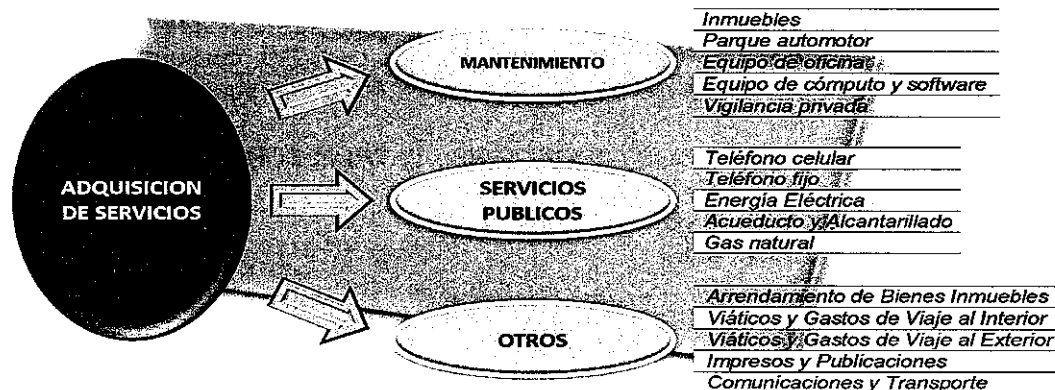 ADQUISICION
DE SERVICIOS
MANTENIMIENTO
Inmuebles
Parque automotor
Equipo de oficina
Equipo de cómputo y software
Vigilancia privada
SERVICIOS
PUBLICOS
Teléfono celular
Teléfono fijo
Energía Eléctrica
Acueducto y Alcantarillado
Gas natural
OTROS
Arrendamiento de Bienes Inmuebles
Viáticos y Gastos de Viaje al Interior
Viáticos y Gastos de Viaje al Exterior
Impresos y Publicaciones
Comunicaciones y Transporte